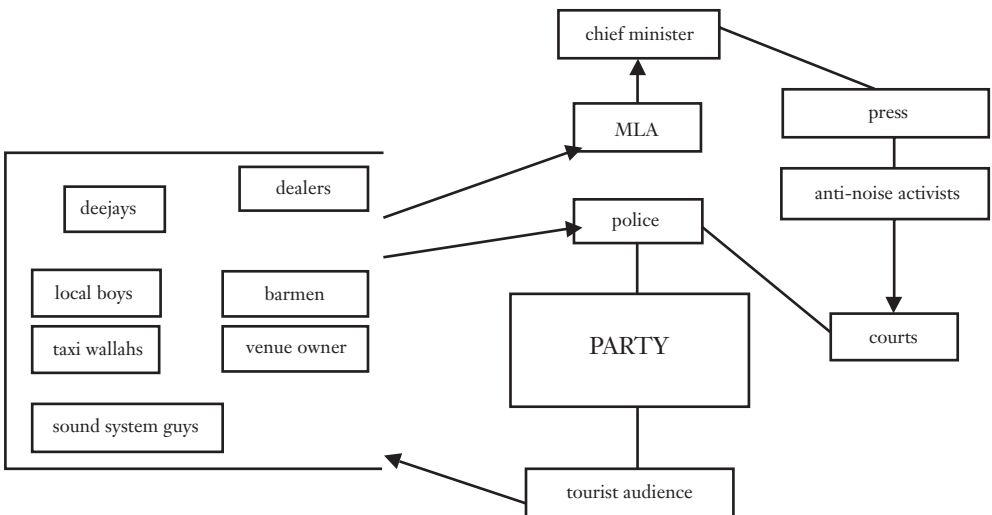 chief minister
press
MLA
anti-noise activists
dealers
deejays
police
local boys
barmen
taxi wallahs
venue owner
PARTY
courts
sound system guys
tourist audience